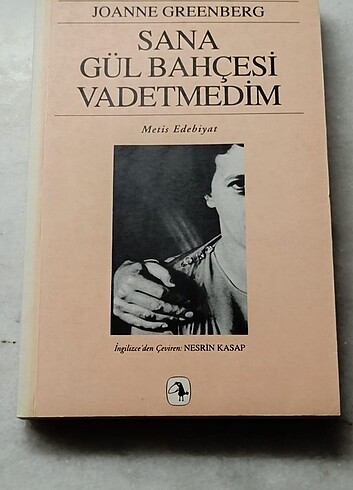 JOANNE GREENBERG
SANA
GÜL BAHÇESİ
VADETMEDİM
Metis Edebiyat
İngilizce'den Çeviren: NESRİN KASAP